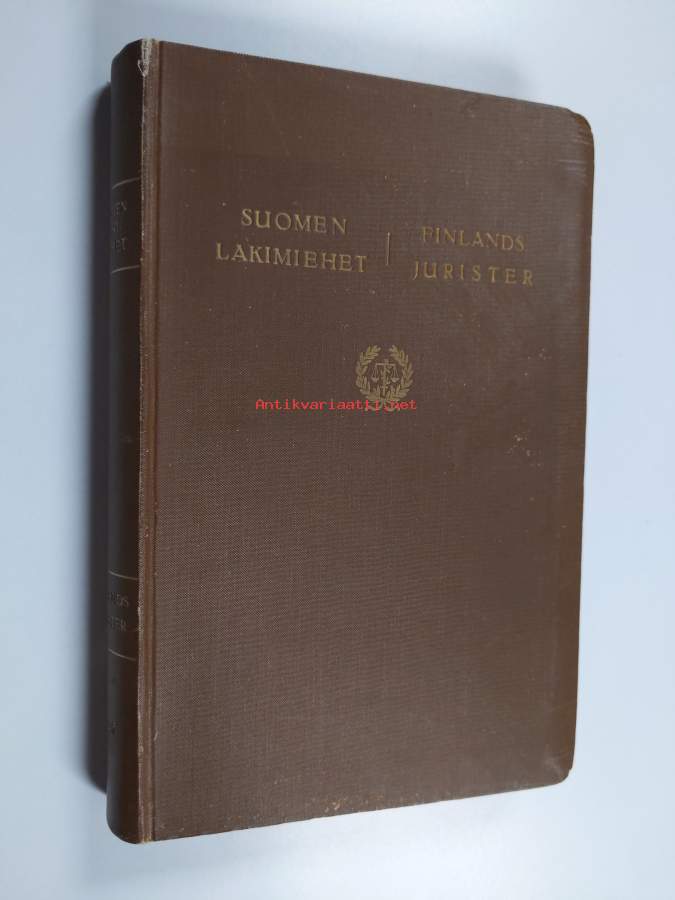 SUOMEN
LAKIMIEHET
FINLANDS
JURISTER
Antikvariaatti.net